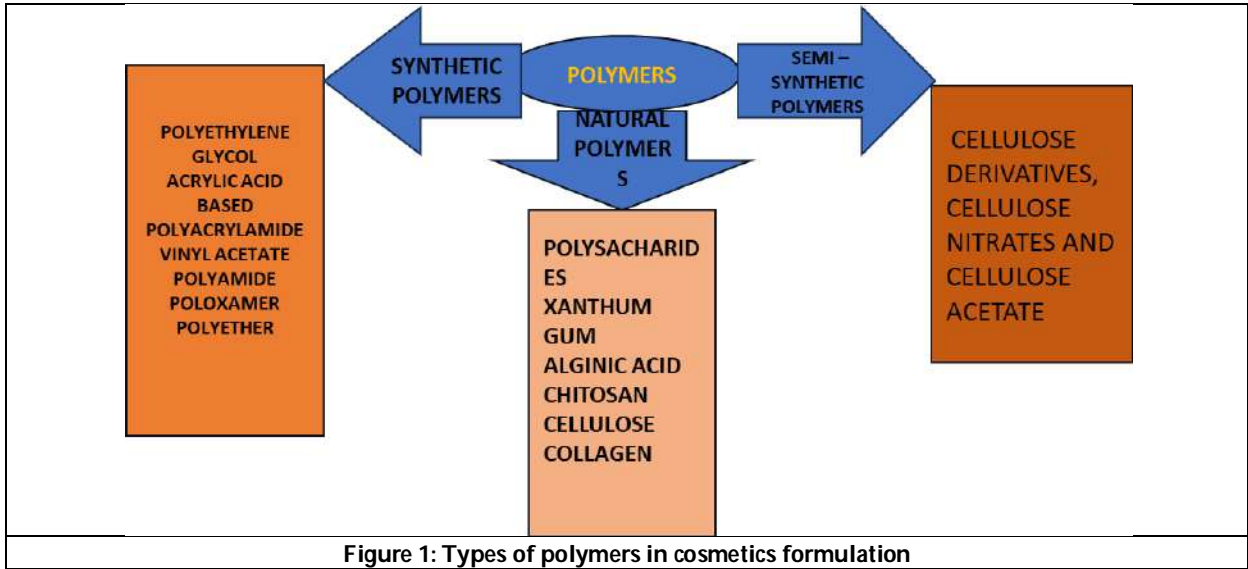 POLYMERS
SYNTHETIC
POLYMERS
POLYETHYLENE
GLYCOL
ACRYLIC ACID
BASED
POLYACRYLAMIDE
VINYL ACETATE
POLYAMIDE
POLOXAMER
POLYETHER
NATURAL
POLYMER
S
POLYSACHARID
ES
XANTHUM
GUM
ALGINIC ACID
CHITOSAN
CELLULOSE
COLLAGEN
SEMI –
SYNTHETIC
POLYMERS
CELLULOSE
DERIVATIVES,
CELLULOSE
NITRATES AND
CELLULOSE
ACETATE
Figure 1: Types of polymers in cosmetics formulation